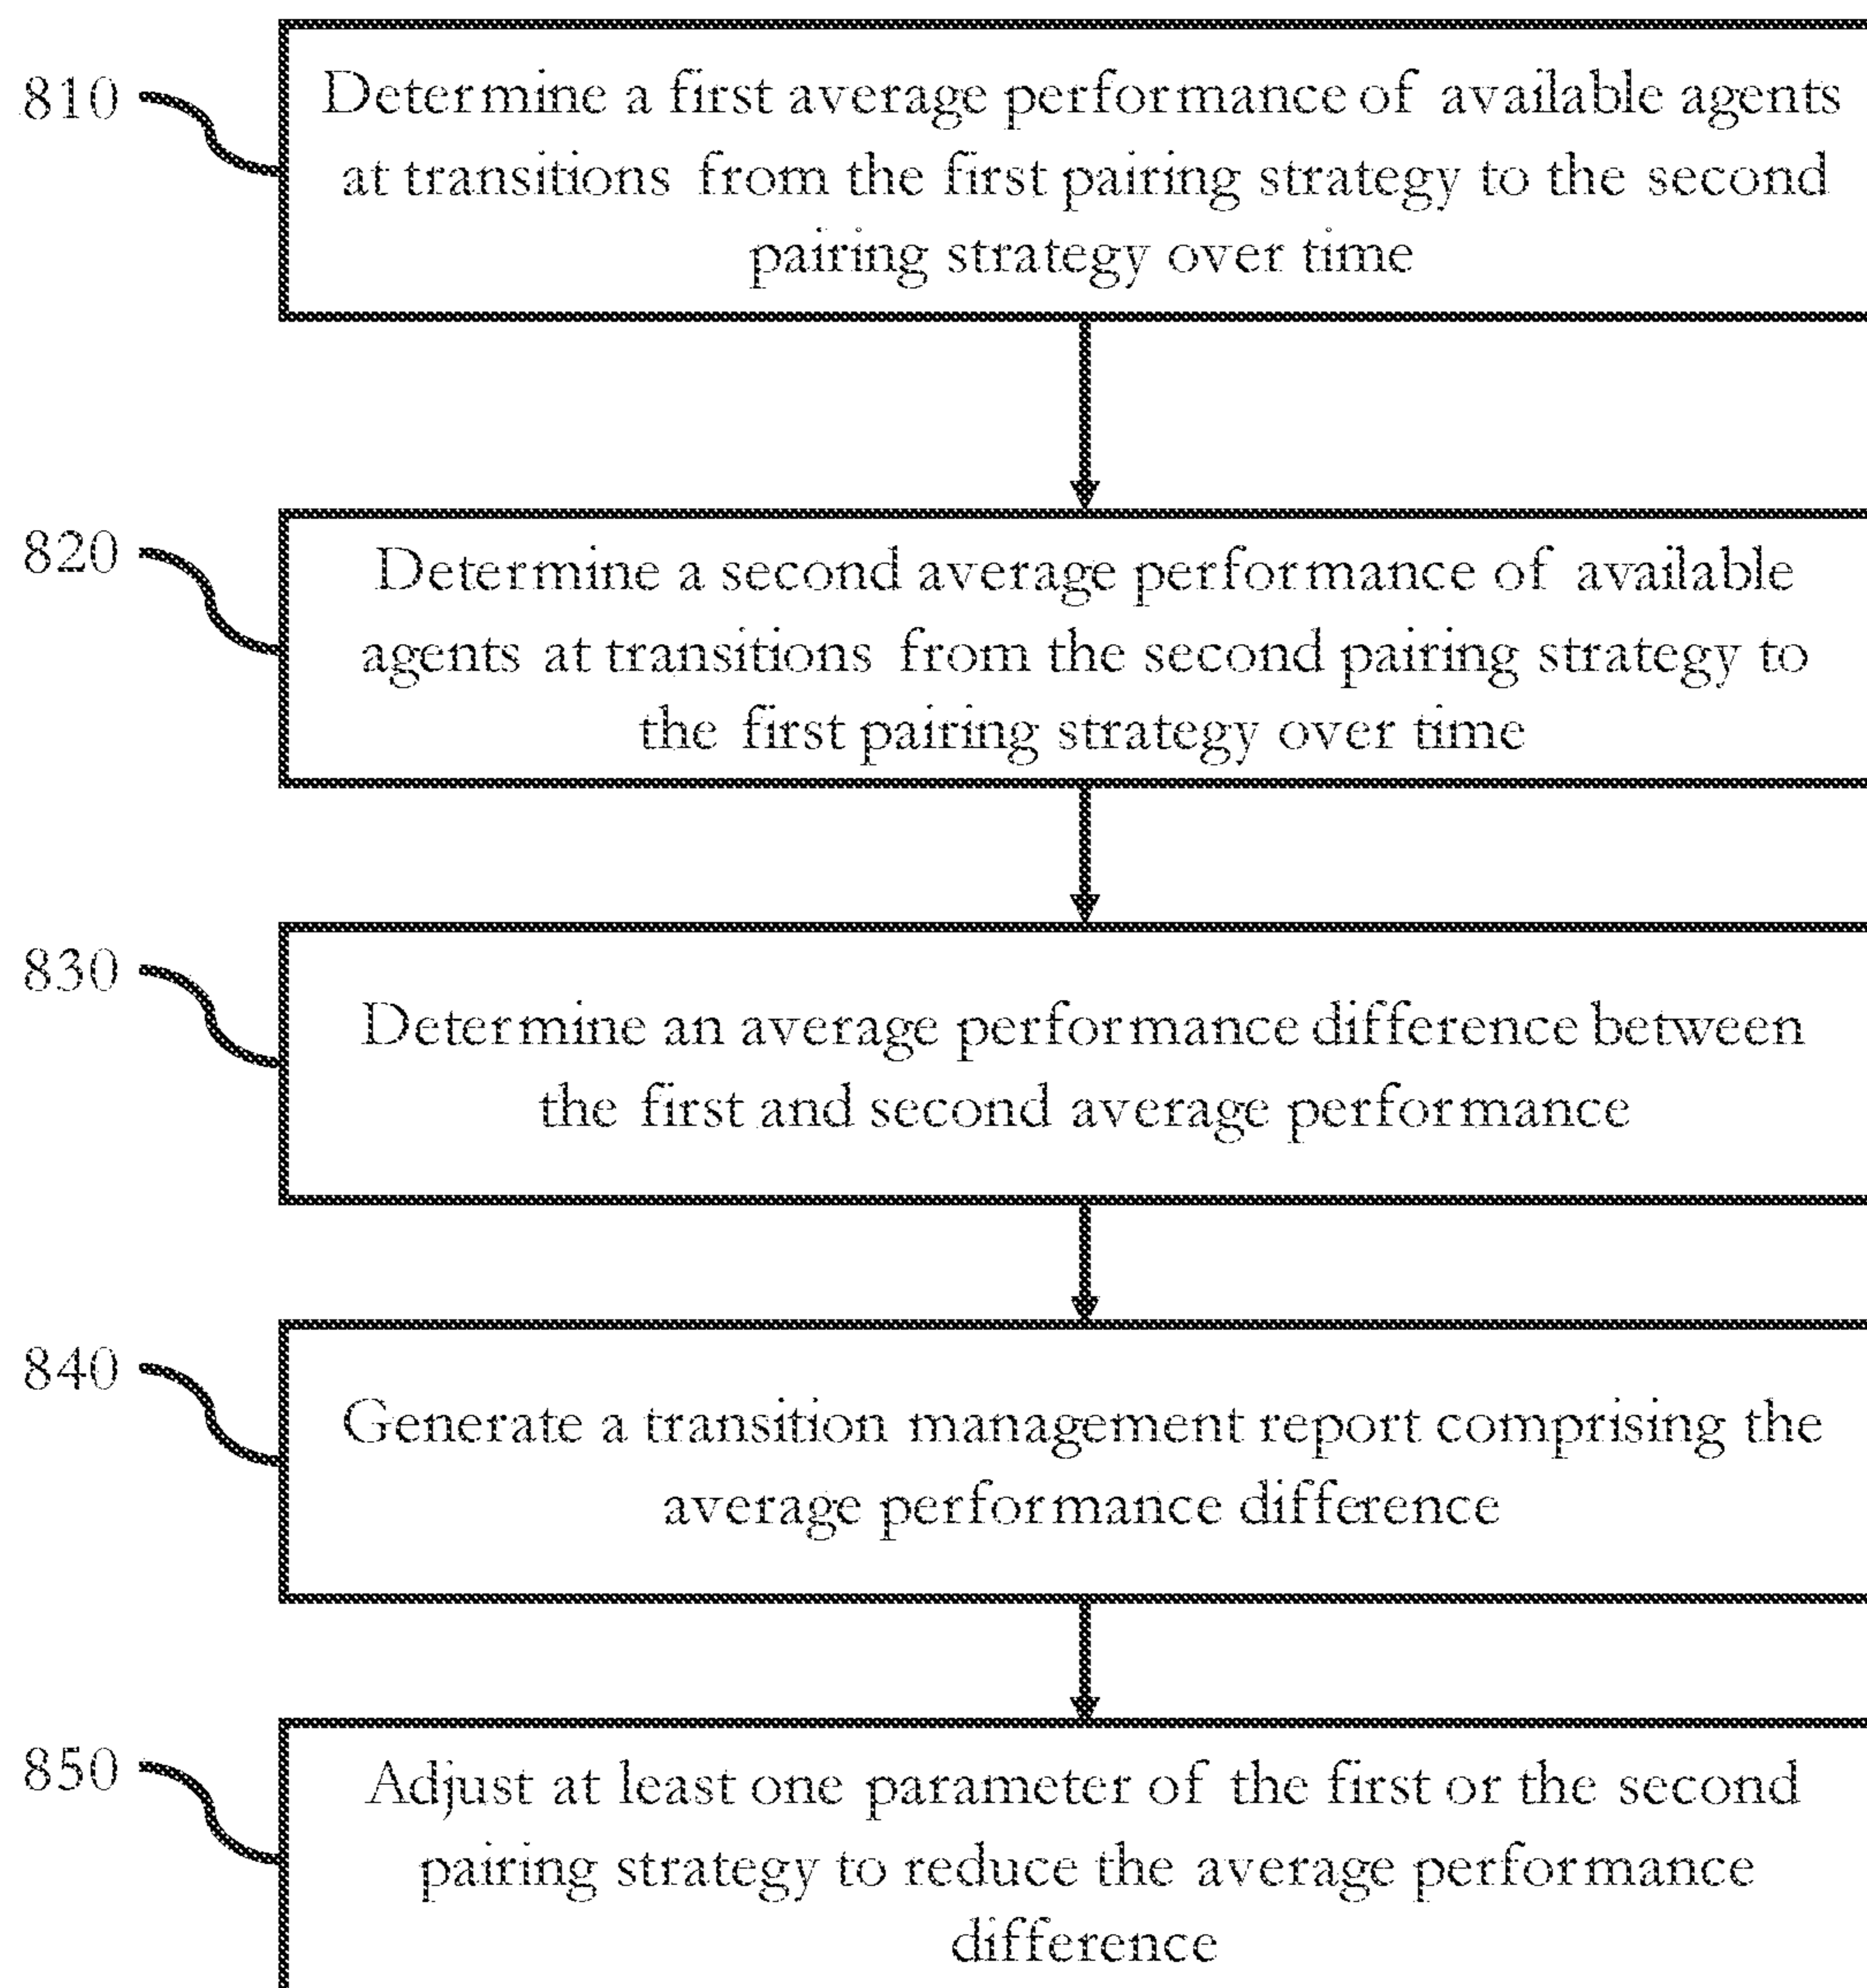 810
Determine a first average performance of available agents
at transitions from the first pairing strategy to the second
pairing strategy over time
820
Determine a second average performance of available
agents at transitions from the second pairing strategy to
the first pairing strategy over time
830
Determine an average performance difference between
the first and second average performance
840
Generate a transition management report comprising the
average performance difference
850
Adjust at least one parameter of the first or the second
pairing strategy to reduce the average performance
difference